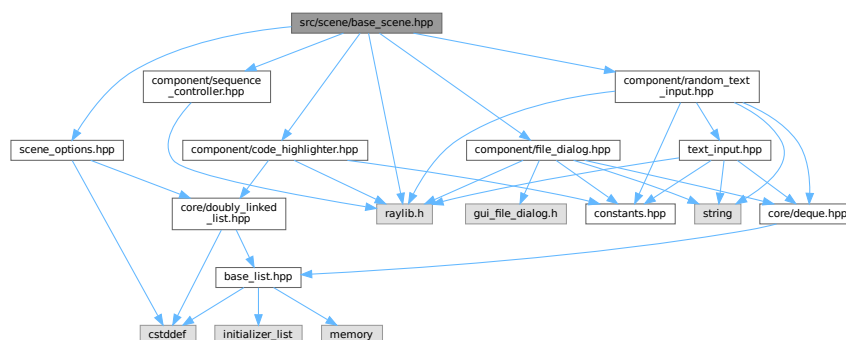 src/scene/base_scene.hpp
component/sequence
_controller.hpp
component/random_text
_input.hpp
scene_options.hpp
component/code_highlighter.hpp
component/file_dialog.hpp
text_input.hpp
core/doubly_linked
_list.hpp
raylib.h
gui_file_dialog.h
constants.hpp
string
core/deque.hpp
base_list.hpp
cstddef
initializer_list
memory